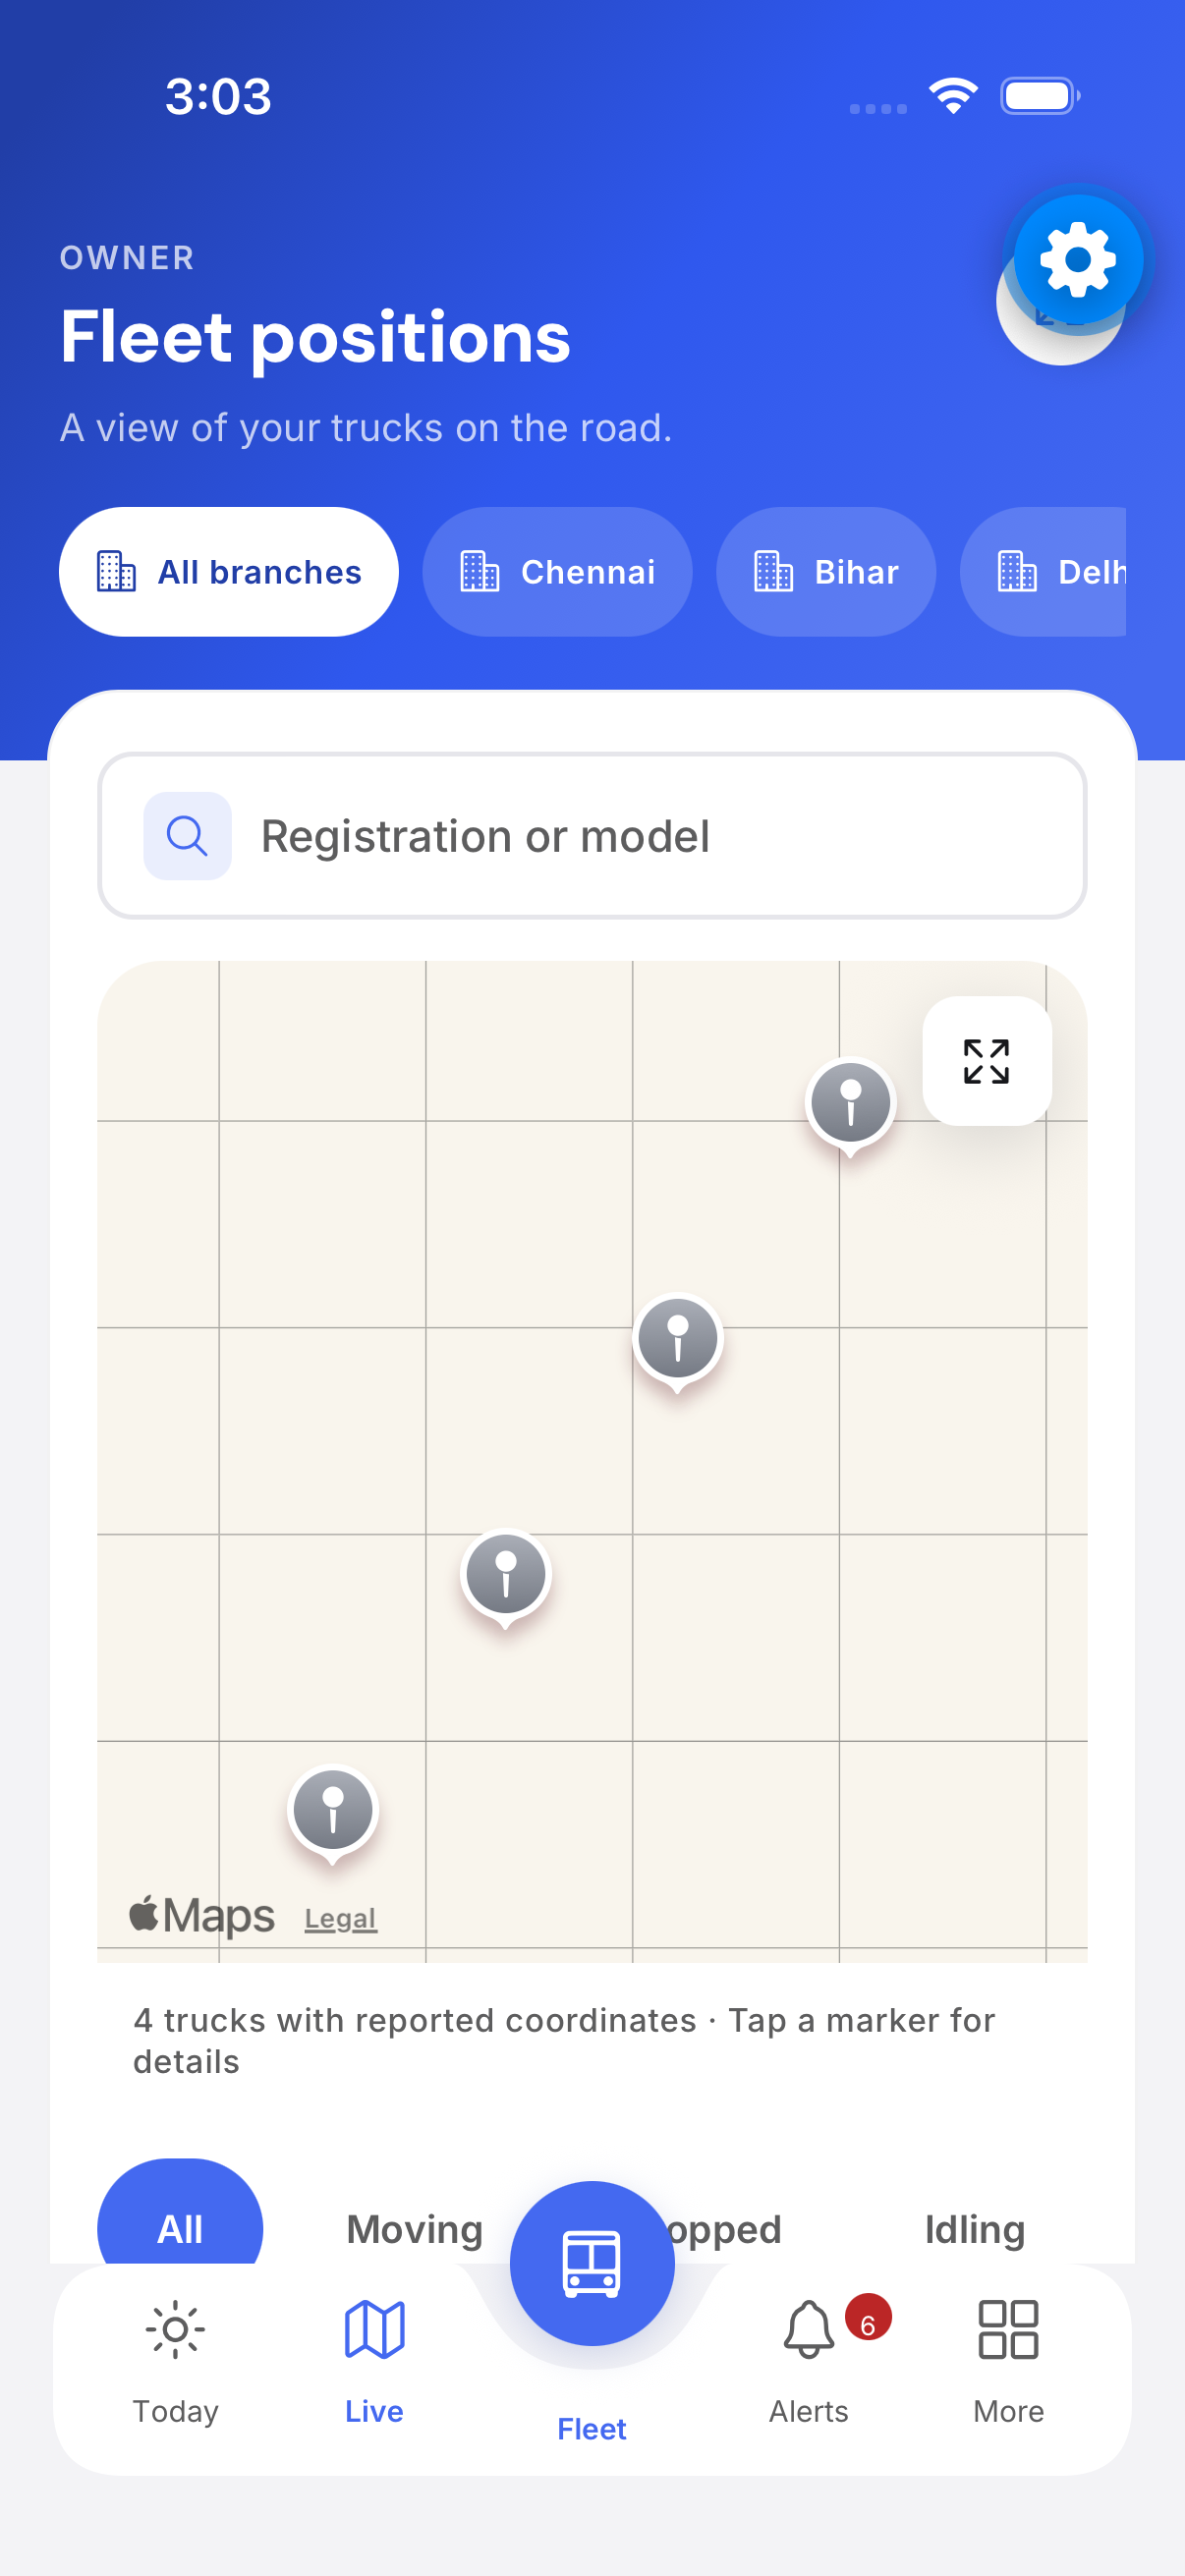 3:03
OWNER
Fleet positions
A view of your trucks on the road.
All branches
Chennai
Bihar
Registration or model
Maps
Legal
4 trucks with reported coordinates · Tap a marker for
details
All
Moving
Idling
6
Today
Live
Fleet
Alerts
More